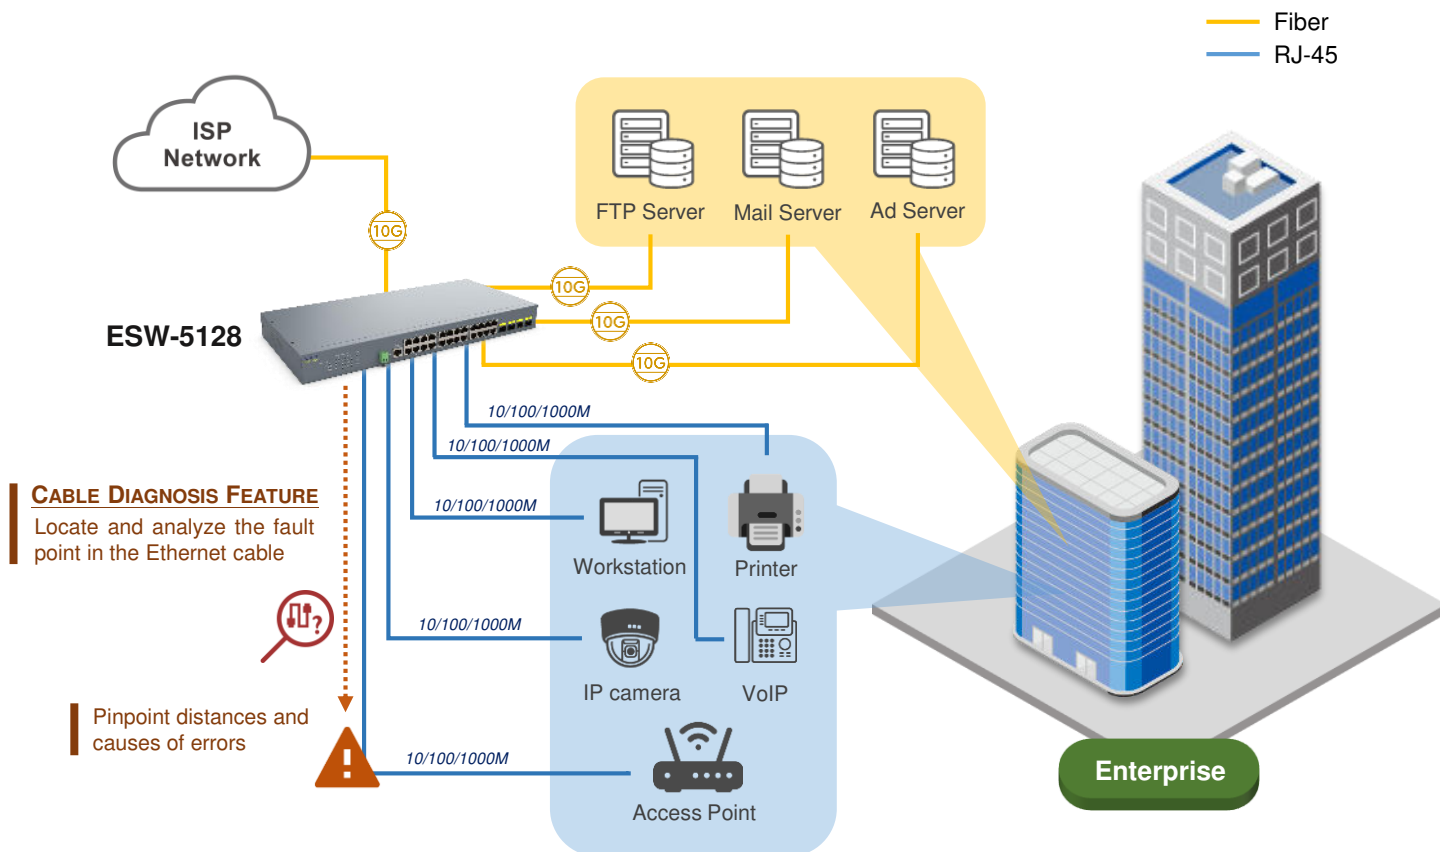 Fiber
RJ-45
ISP
Network
FTP Server
Mail Server
Ad Server
10G
10G
10G
10G
ESW-5128
10/100/1000M
10/100/1000M
10/100/1000M
10/100/1000M
10/100/1000M
CABLE DIAGNOSIS FEATURE
Locate and analyze the fault
point in the Ethernet cable
?
Pinpoint distances and
causes of errors
!
Workstation
Printer
IP camera
VoIP
Access Point
Enterprise